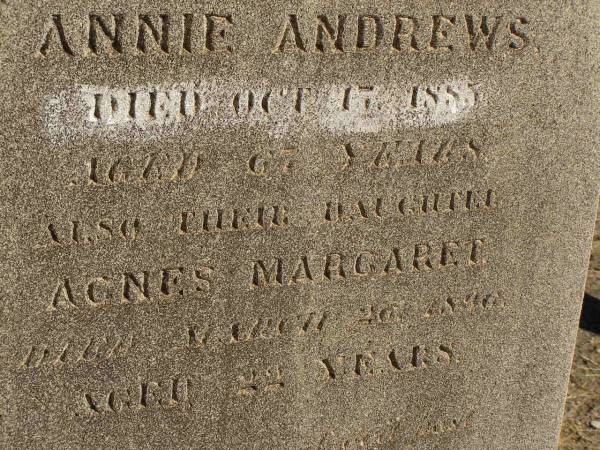 ANNIE ANDREWS.
DIED OCT 17, 1885
AGED 67 YEARS
ALSO THEIR DAUGHTER
AGNES MARGARET
DIED MARCH 26, 1896.
AGED 22 YEARS.